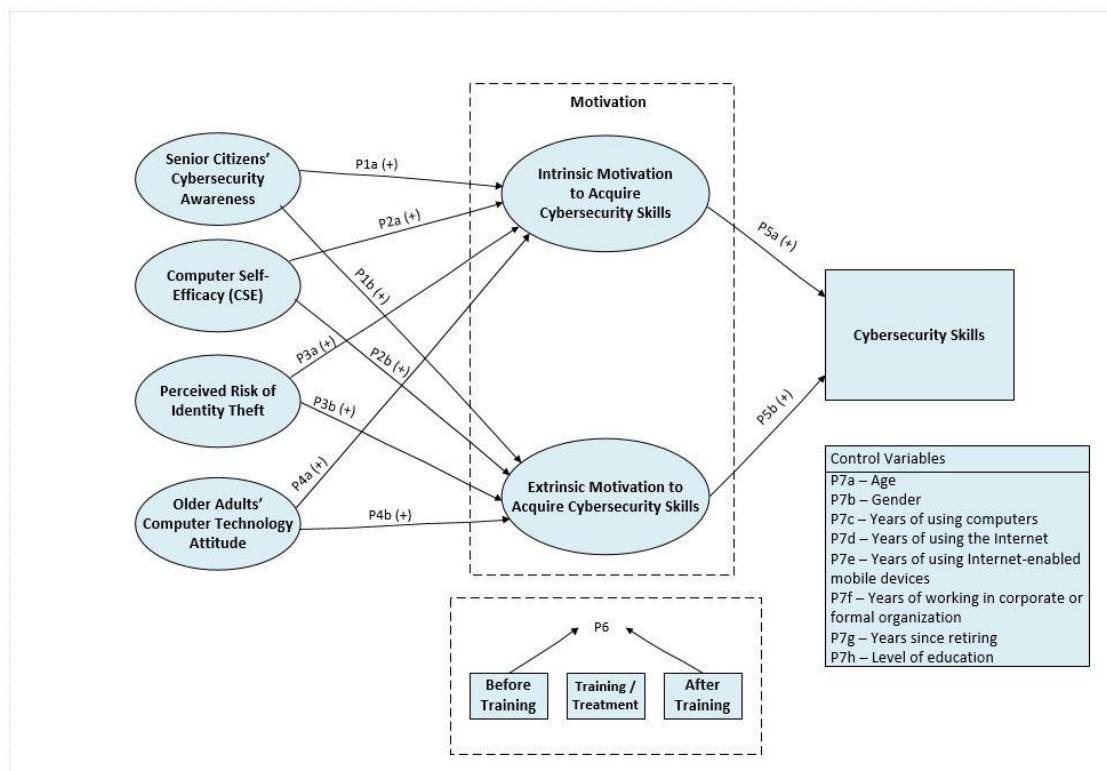 Motivation
Senior Citizens’
Cybersecurity
Awareness
P1a (+)
Intrinsic Motivation
to Acquire
Cybersecurity Skills
P2a (+)
P5a (+)
Computer Self-
Efficacy (CSE)
P1b (+)
Cybersecurity Skills
P3a (+)
P2b (+)
Perceived Risk of
Identity Theft
P3b (+)
P5b (+)
P4a (+)
Older Adults’
Computer Technology
Attitude
P4b (+)
Extrinsic Motivation to
Acquire Cybersecurity Skills
Control Variables
P7a – Age
P7b – Gender
P7c – Years of using computers
P7d – Years of using the Internet
P7e – Years of using Internet-enabled
mobile devices
P7f – Years of working in corporate or
formal organization
P7g – Years since retiring
P7h – Level of education
P6
Before
Training
Training /
Treatment
After
Training